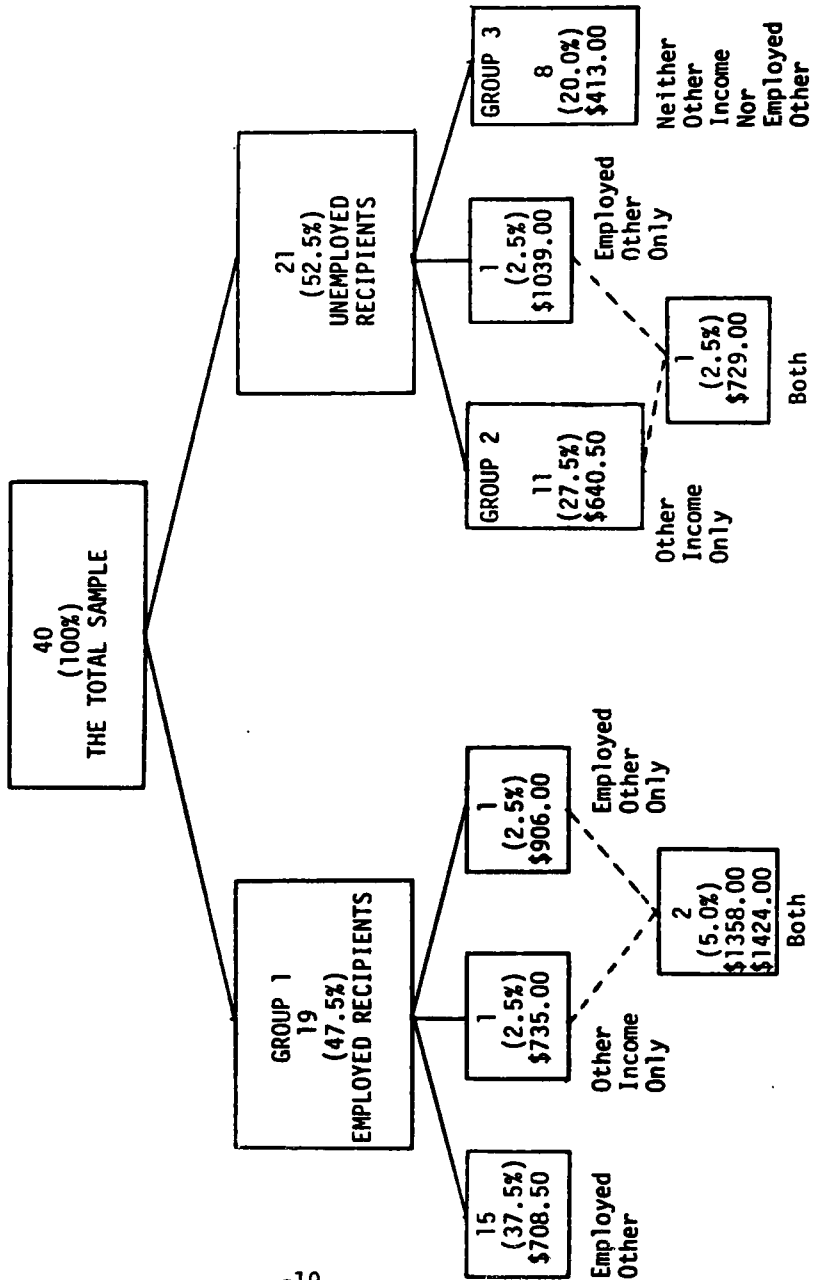 40
(100%)
THE TOTAL SAMPLE
GROUP 1
19
(47.5%)
EMPLOYED RECIPIENTS
21
(52.5%)
UNEMPLOYED
RECIPIENTS
15
(37.5%)
$708.50
Employed
Other
1
(2.5%)
$735.00
Other
Income
Only
1
(2.5%)
$906.00
Employed
Other
Only
2
(5.0%)
$1358.00
$1424.00
Both
GROUP 2
11
(27.5%)
$640.50
Other
Income
Only
1
(2.5%)
$1039.00
Employed
Other
Only
1
(2.5%)
$729.00
Both
GROUP 3
8
(20.0%)
$413.00
Neither
Other
Income
Nor
Employed
Other
-19